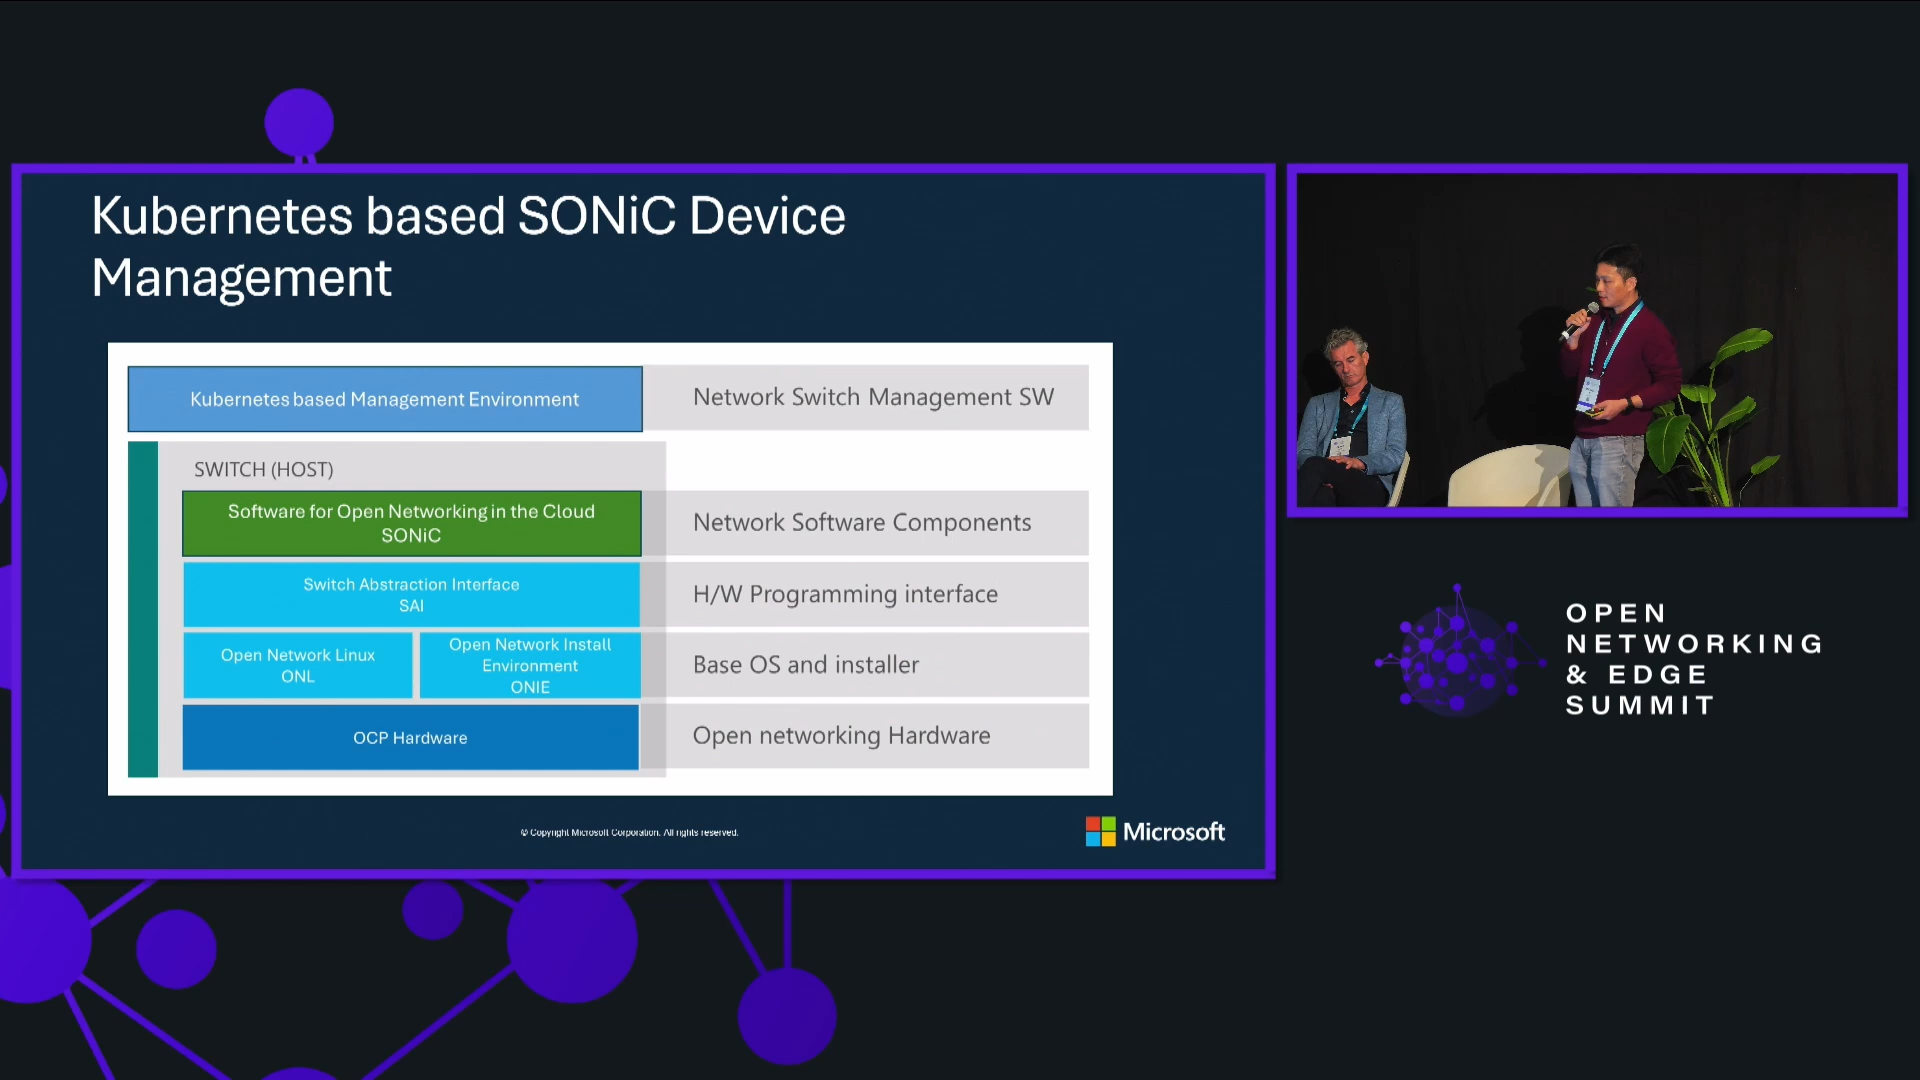 Kubernetes based SONiC Device
Management
Kubernetes based Management Environment
Network Switch Management SW
SWITCH (HOST)
Software for Open Networking in the Cloud
SONiC
Network Software Components
Switch Abstraction Interface
SAI
H/W Programming interface
Open Network Linux
ONL
Open Network Install
Environment
ONIE
Base OS and installer
OCP Hardware
Open networking Hardware
© Copyright Microsoft Corporation. All rights reserved.
Microsoft
OPEN
NETWORKING
& EDGE
SUMMIT